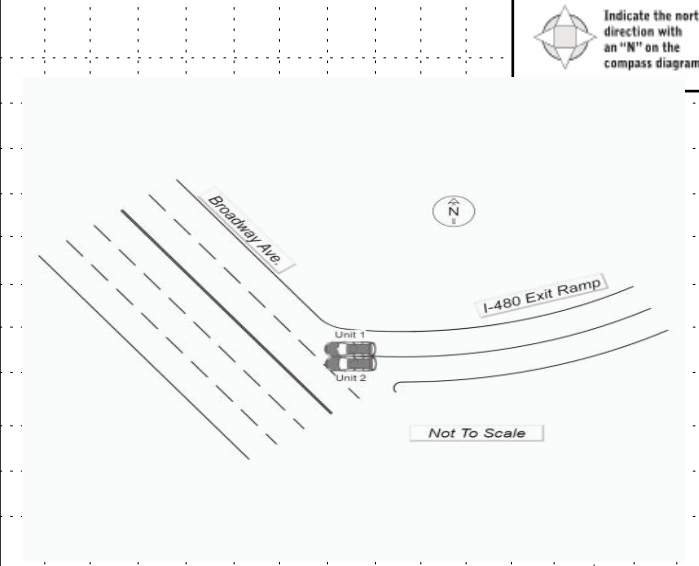 Indicate the nort
direction with
an "N" on the
compass diagram
Broadway Ave.
N
I-480 Exit Ramp
Unit 1
Unit 2
Not To Scale